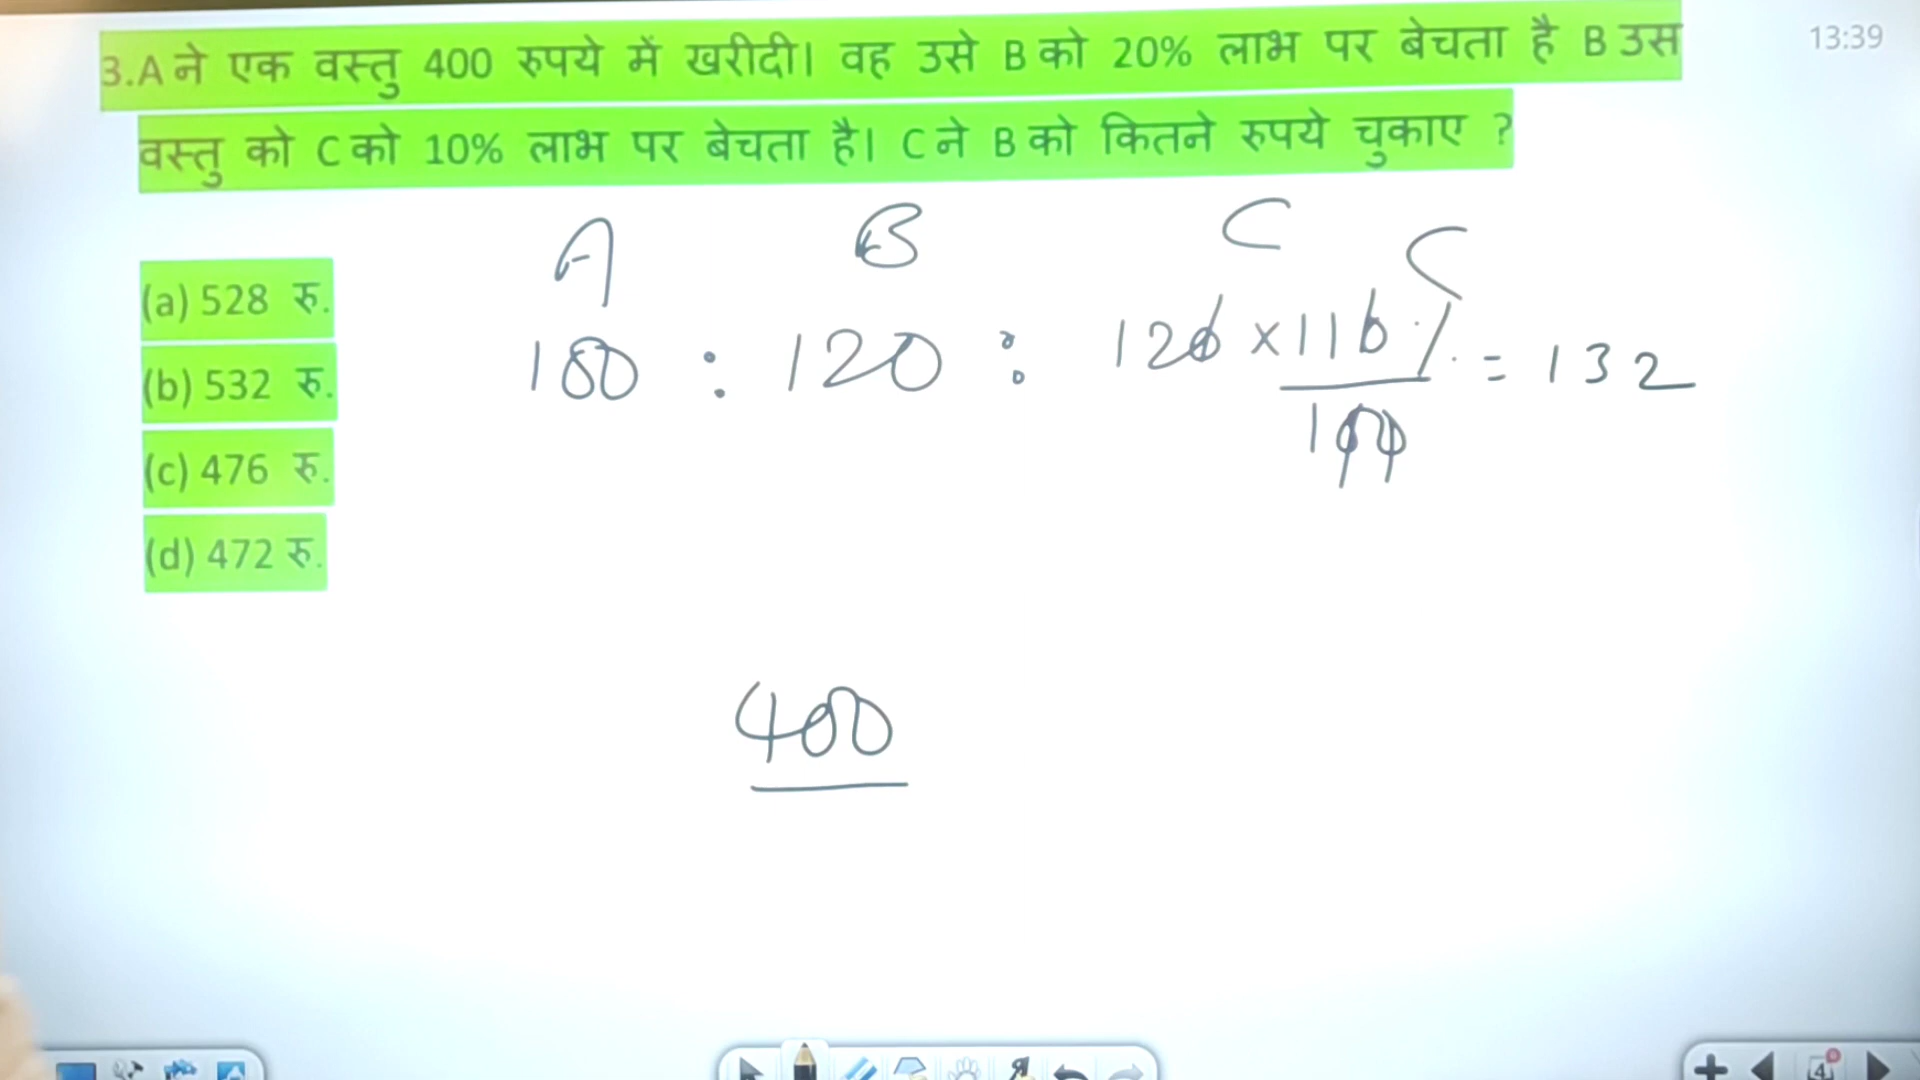 13:39
3.A ने एक वस्तु 400 रुपये में खरीदी। वह उसे B को 20% लाभ पर बेचता है B उस
वस्तु को C को 10% लाभ पर बेचता है। C ने B को कितने रुपये चुकाए ?
A B C
(a) 528 रु.
100 : 120 : 120 x 110 % = 132
100
(b) 532 रु.
(c) 476 रु.
(d) 472 रु.
400
4